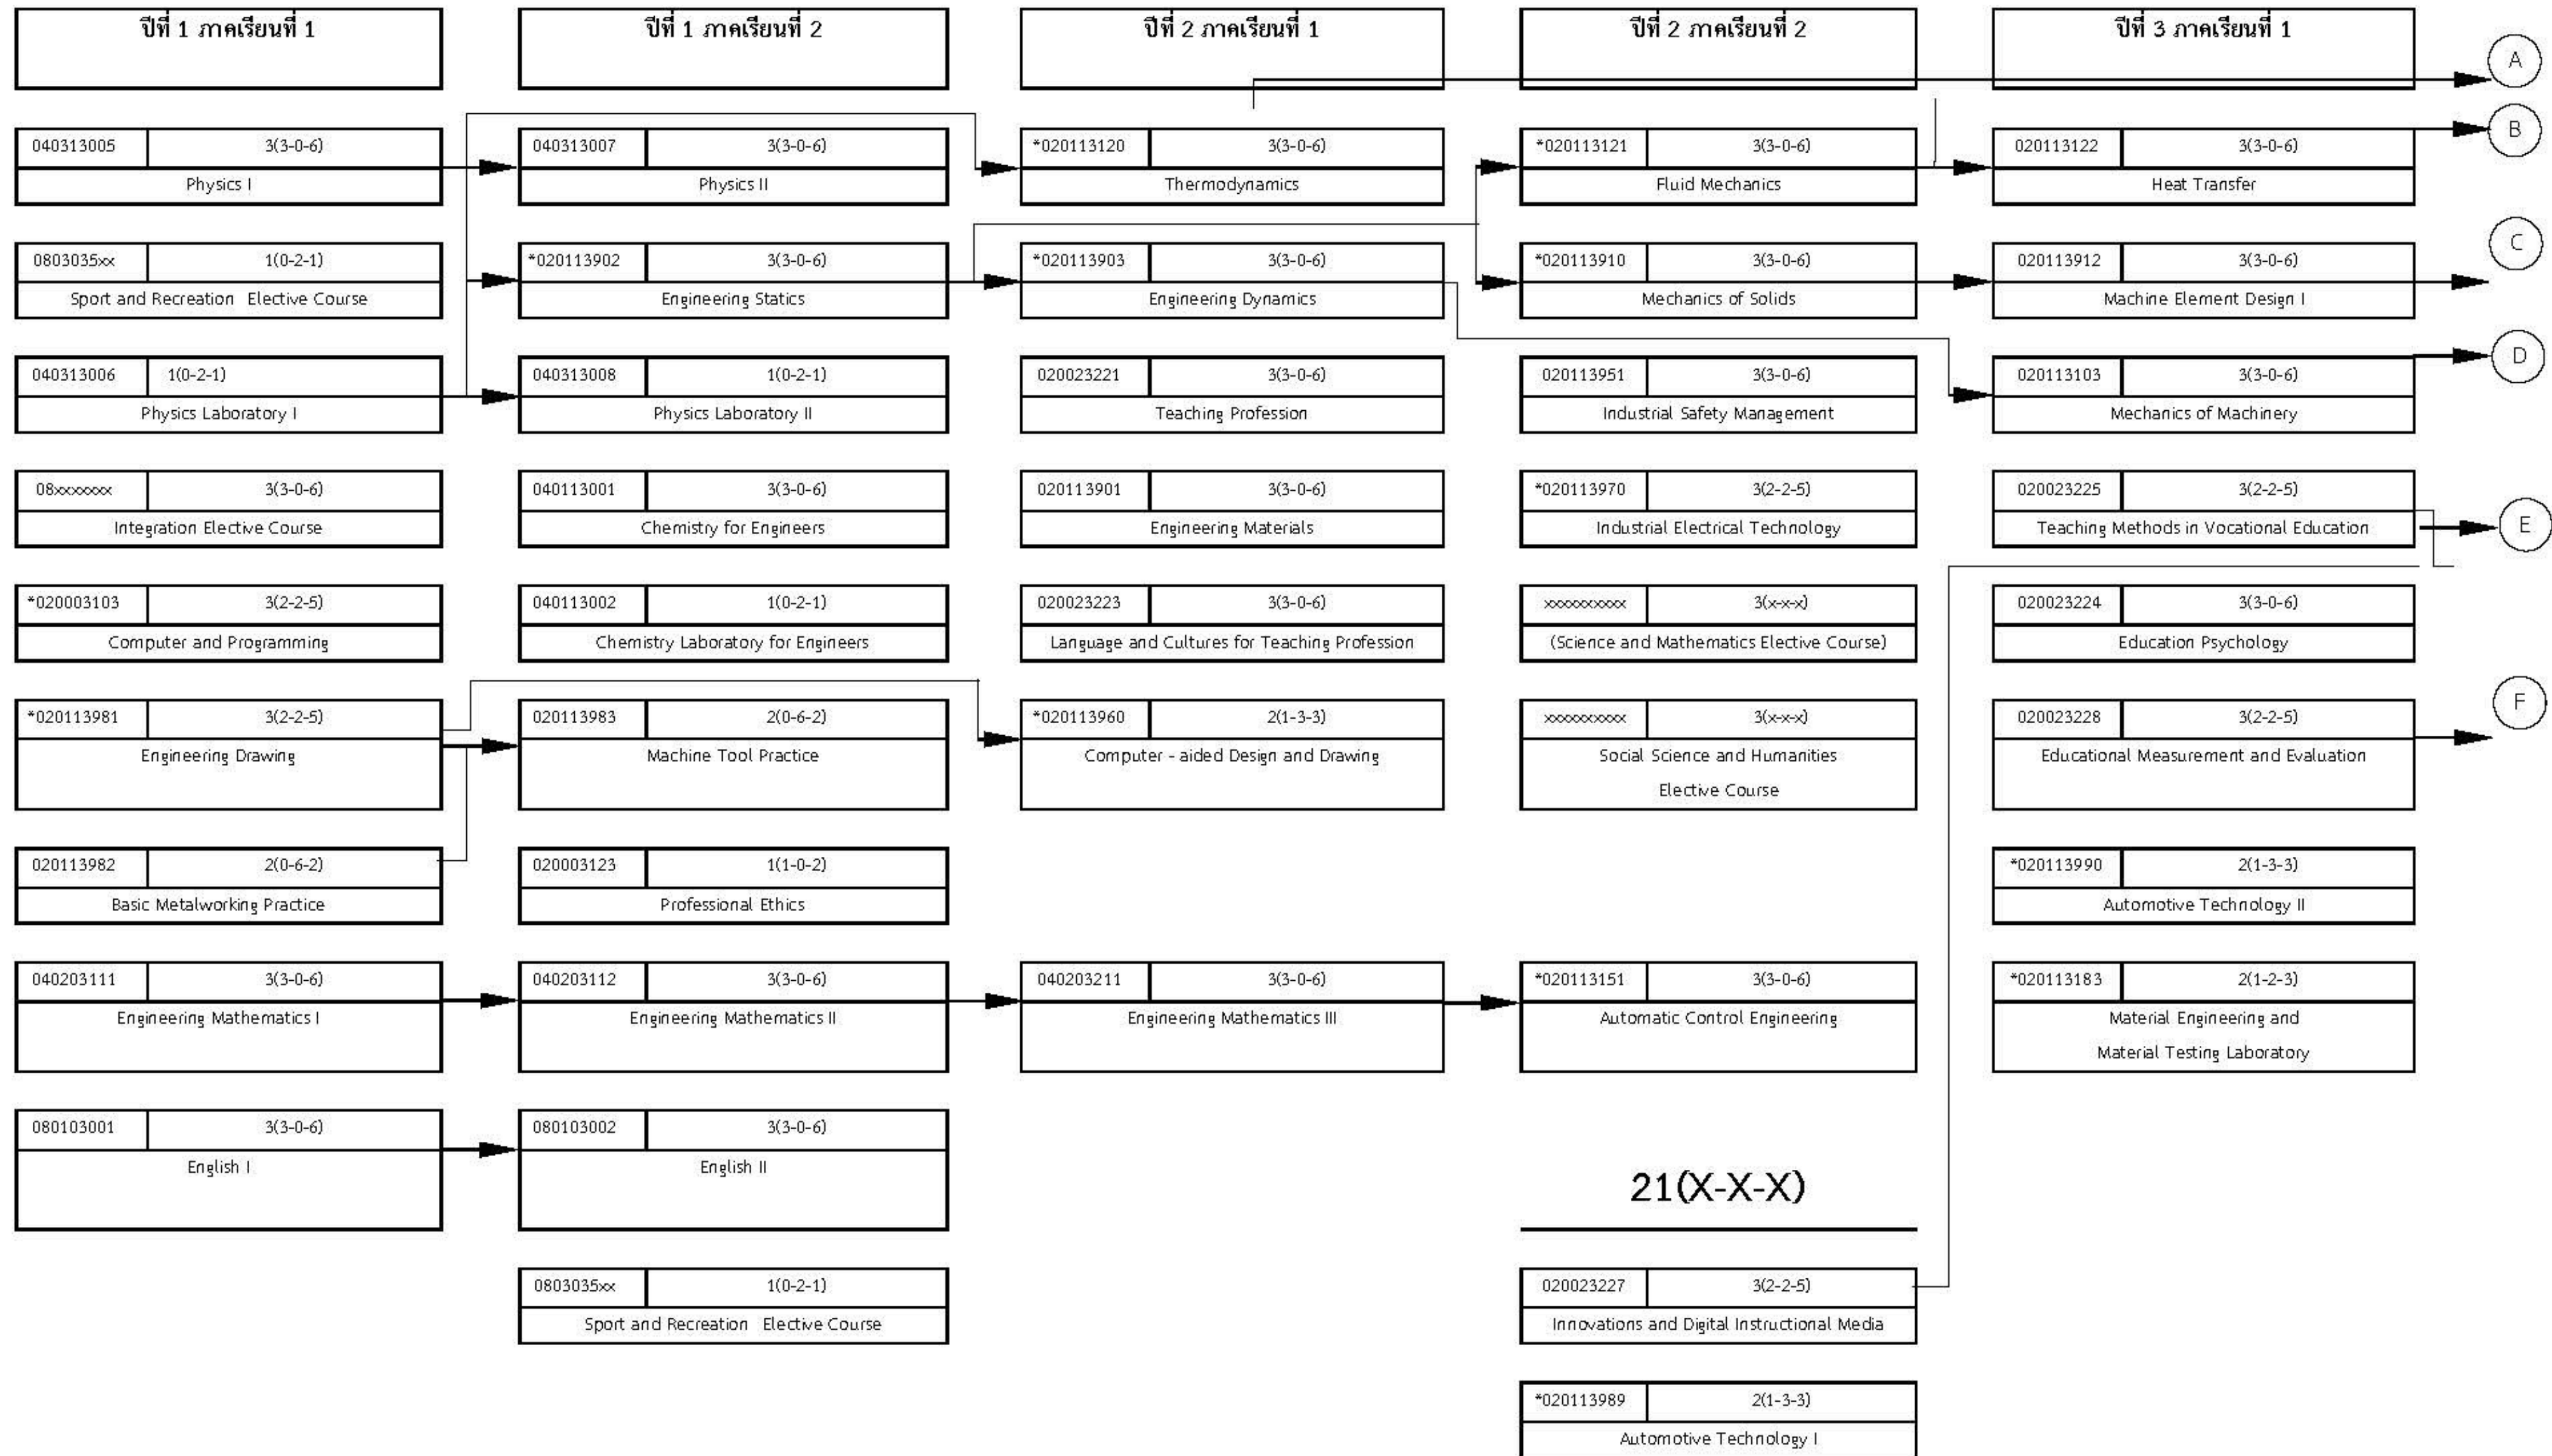 ปีที่ 1 ภาคเรียนที่ 1
ปีที่ 1 ภาคเรียนที่ 2
ปีที่ 2 ภาคเรียนที่ 1
ปีที่ 2 ภาคเรียนที่ 2
ปีที่ 3 ภาคเรียนที่ 1
A
040313005 3(3-0-6)
Physics I
040313007 3(3-0-6)
Physics II
*020113120 3(3-0-6)
Thermodynamics
*020113121 3(3-0-6)
Fluid Mechanics
020113122 3(3-0-6)
Heat Transfer
B
0803035xx 1(0-2-1)
Sport and Recreation Elective Course
*020113902 3(3-0-6)
Engineering Statics
*020113903 3(3-0-6)
Engineering Dynamics
*020113910 3(3-0-6)
Mechanics of Solids
020113912 3(3-0-6)
Machine Element Design I
C
040313006 1(0-2-1)
Physics Laboratory I
040313008 1(0-2-1)
Physics Laboratory II
020023221 3(3-0-6)
Teaching Profession
020113951 3(3-0-6)
Industrial Safety Management
020113103 3(3-0-6)
Mechanics of Machinery
D
08xxxxxxx 3(3-0-6)
Integration Elective Course
040113001 3(3-0-6)
Chemistry for Engineers
020113901 3(3-0-6)
Engineering Materials
*020113970 3(2-2-5)
Industrial Electrical Technology
020023225 3(2-2-5)
Teaching Methods in Vocational Education
E
*020003103 3(2-2-5)
Computer and Programming
040113002 1(0-2-1)
Chemistry Laboratory for Engineers
020023223 3(3-0-6)
Language and Cultures for Teaching Profession
xxxxxxxxx 3(x-x-x)
(Science and Mathematics Elective Course)
020023224 3(3-0-6)
Education Psychology
*020113981 3(2-2-5)
Engineering Drawing
020113983 2(0-6-2)
Machine Tool Practice
*020113960 2(1-3-3)
Computer - aided Design and Drawing
xxxxxxxxx 3(x-x-x)
Social Science and Humanities
Elective Course
020023228 3(2-2-5)
Educational Measurement and Evaluation
F
020113982 2(0-6-2)
Basic Metalworking Practice
020003123 1(1-0-2)
Professional Ethics
*020113990 2(1-3-3)
Automotive Technology II
040203111 3(3-0-6)
Engineering Mathematics I
040203112 3(3-0-6)
Engineering Mathematics II
040203211 3(3-0-6)
Engineering Mathematics III
*020113151 3(3-0-6)
Automatic Control Engineering
*020113183 2(1-2-3)
Material Engineering and
Material Testing Laboratory
080103001 3(3-0-6)
English I
080103002 3(3-0-6)
English II
21(X-X-X)
0803035xx 1(0-2-1)
Sport and Recreation Elective Course
020023227 3(2-2-5)
Innovations and Digital Instructional Media
*020113989 2(1-3-3)
Automotive Technology I